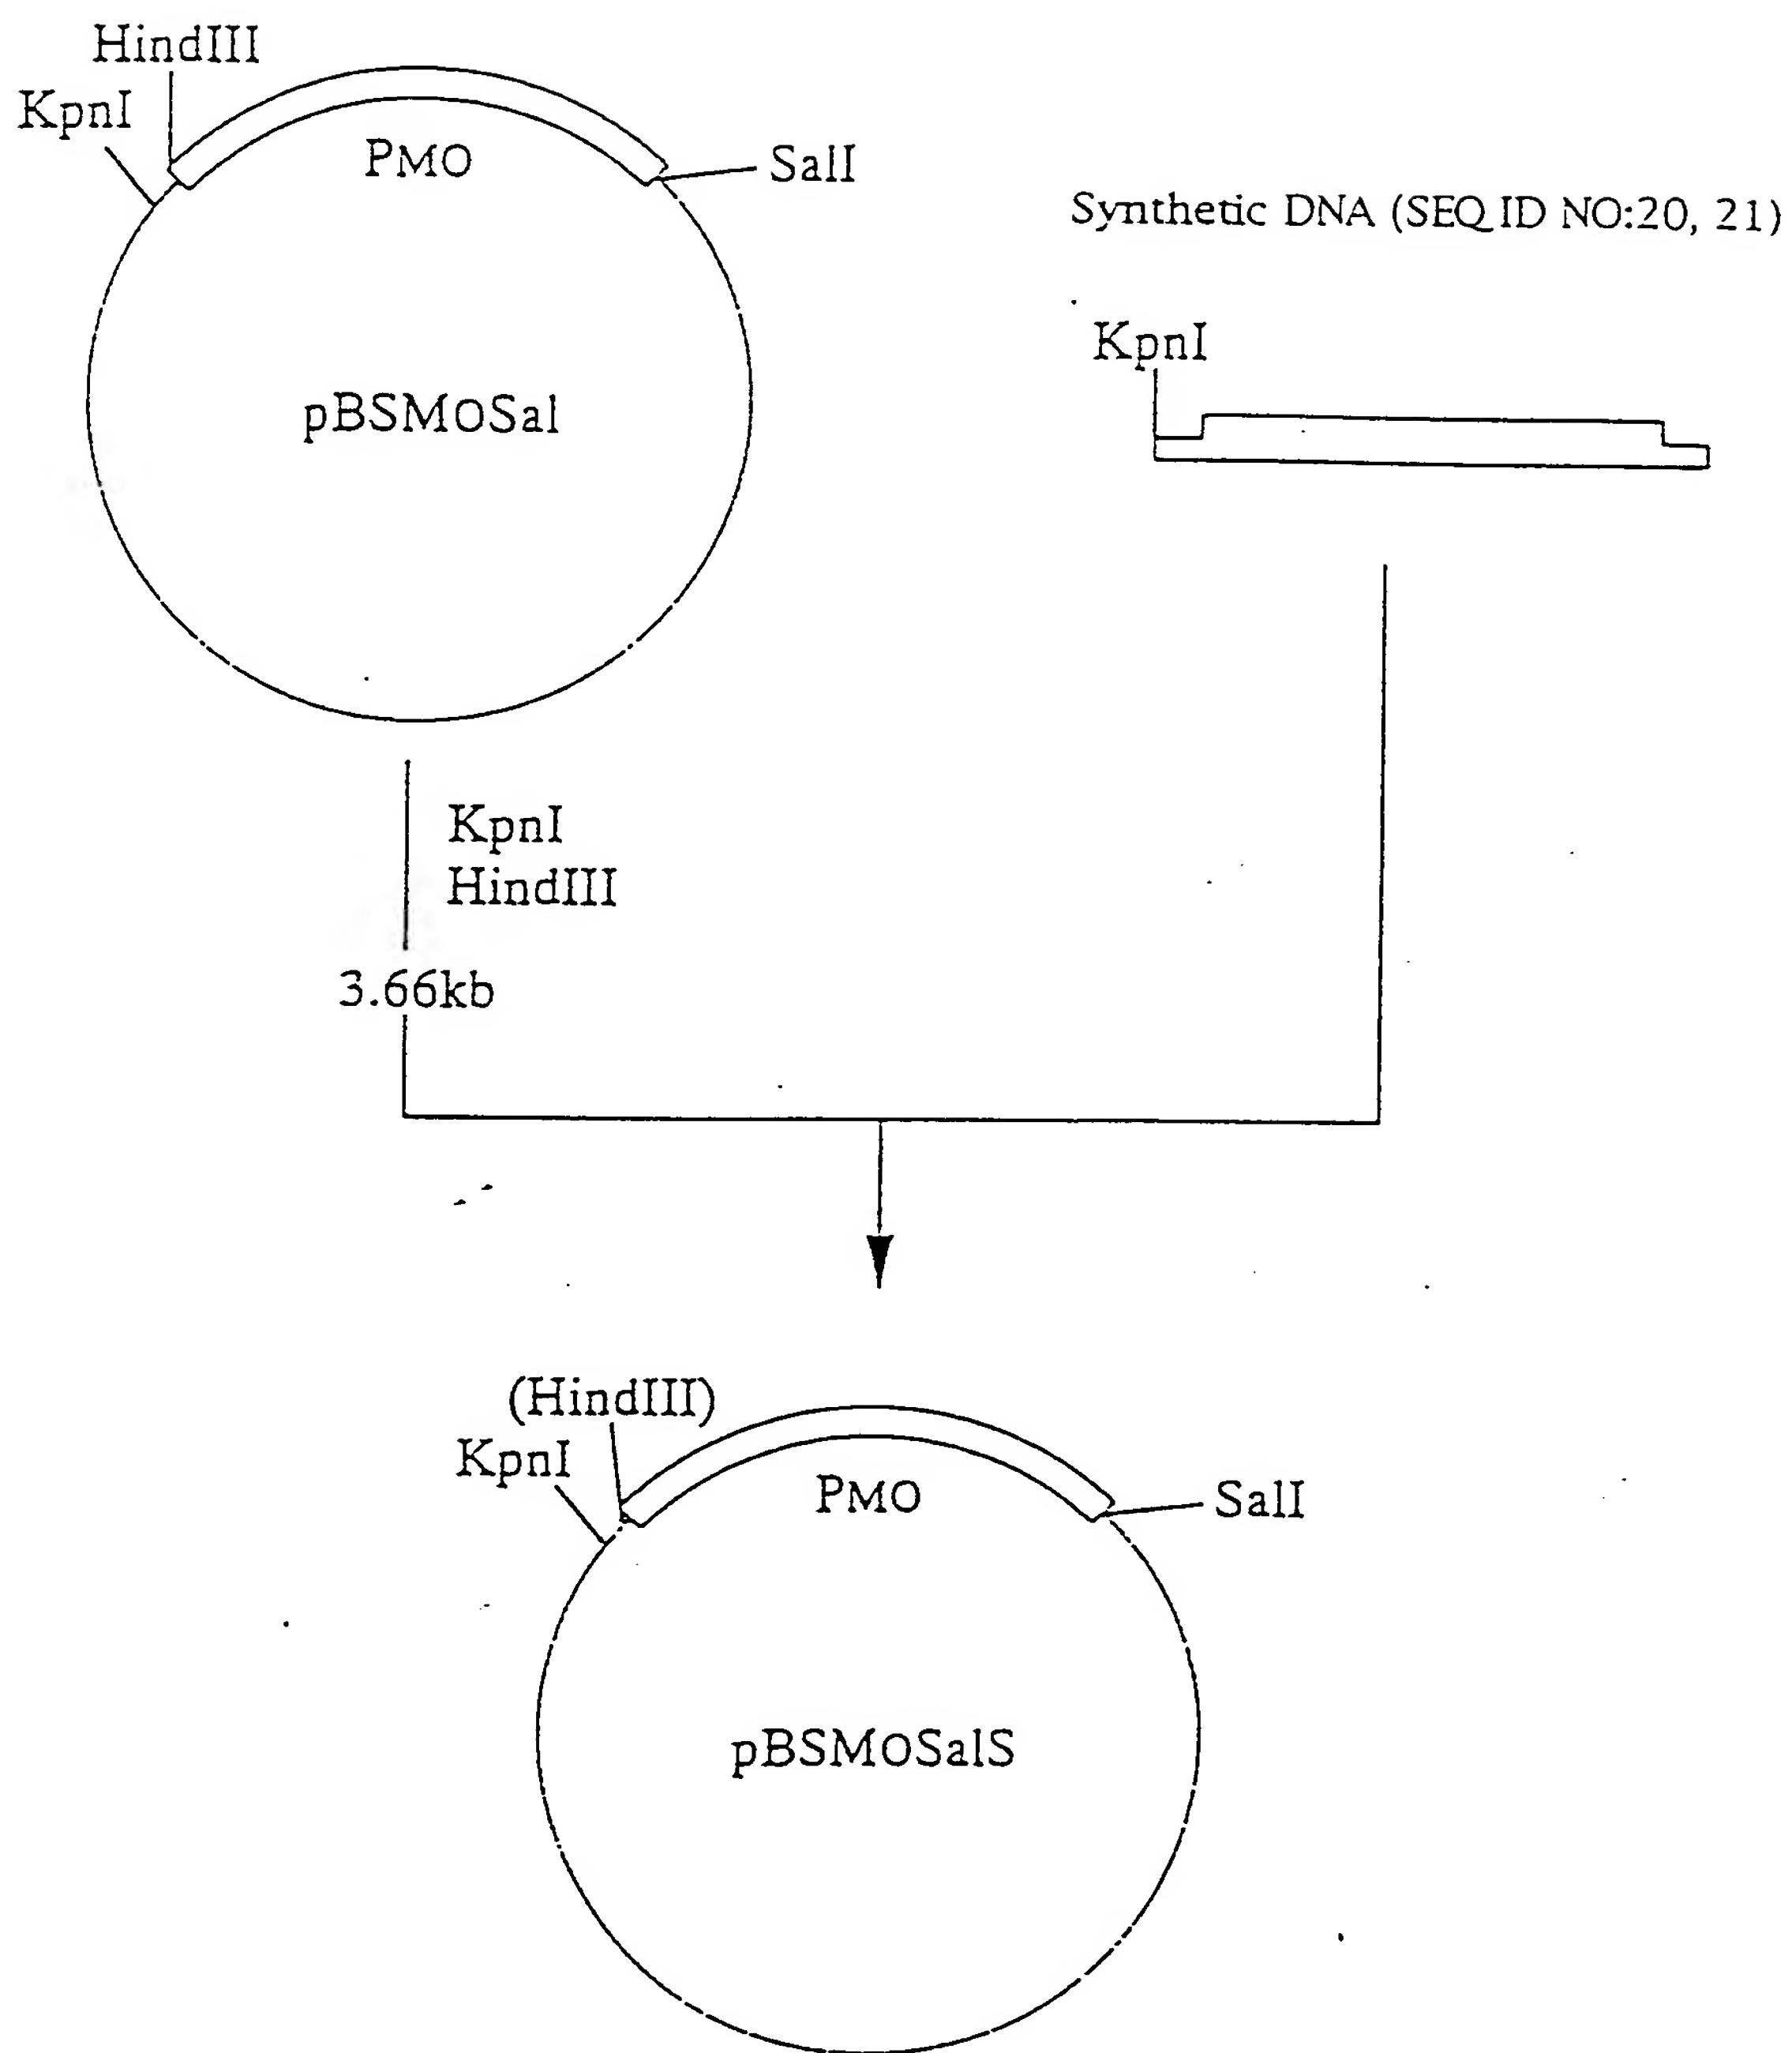 HindIII
KpnI
PMO
SalI
Synthetic DNA (SEQ ID NO:20, 21)
KpnI
pBSMOSal
KpnI
HindIII
3.66kb
(HindIII)
KpnI
PMO
SalI
pBSMOSalS